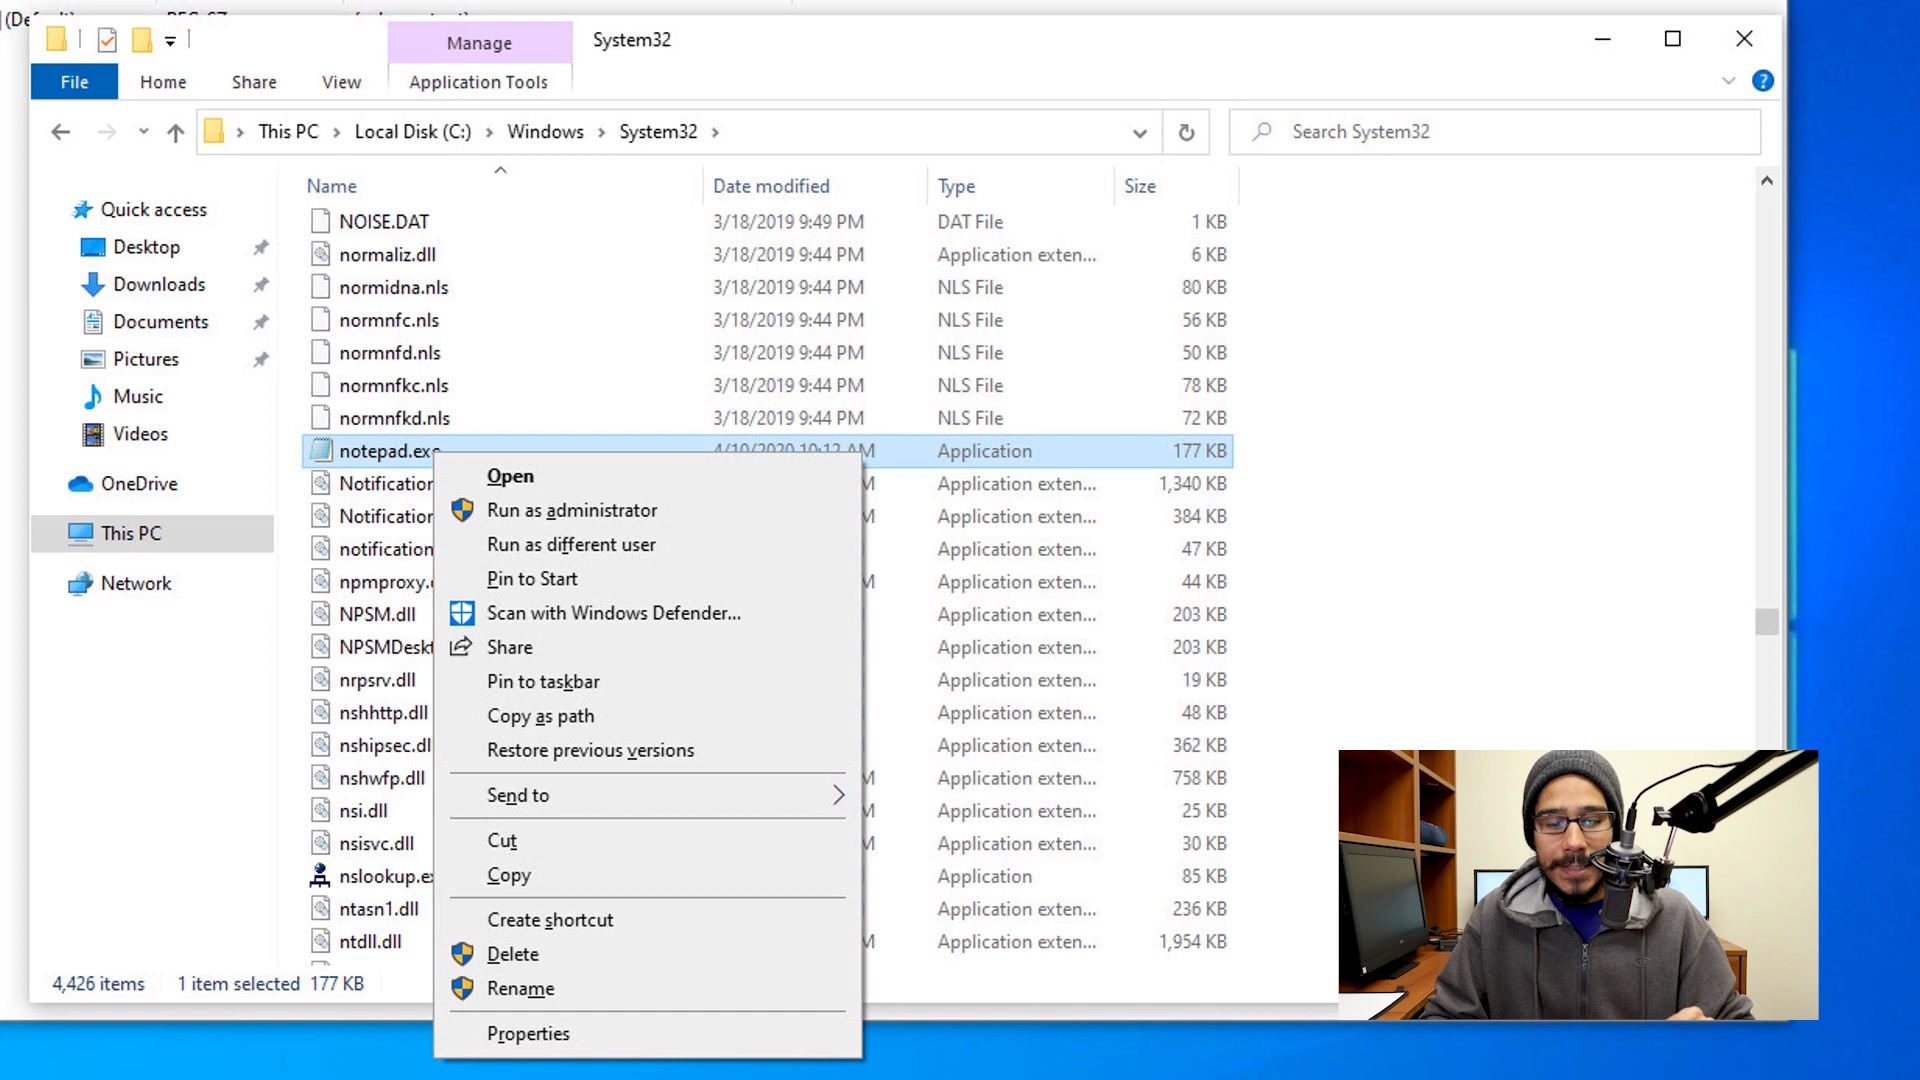 Manage
System32
File
Home
Share
View
Application Tools
This PC
Local Disk (C:)
Windows
System32
Search System32
Name
Date modified
Type
Size
Quick access
Desktop
Downloads
Documents
Pictures
Music
Videos
OneDrive
This PC
Network
NOISE.DAT 3/18/2019 9:49 PM DAT File 1 KB
normaliz.dll 3/18/2019 9:44 PM Application exten... 6 KB
normidna.nls 3/18/2019 9:44 PM NLS File 80 KB
normnfc.nls 3/18/2019 9:44 PM NLS File 56 KB
normnfd.nls 3/18/2019 9:44 PM NLS File 50 KB
normnfkc.nls 3/18/2019 9:44 PM NLS File 78 KB
normnfkd.nls 3/18/2019 9:44 PM NLS File 72 KB
notepad.exe 4/10/2020 10:12 AM Application 177 KB
Notification Application exten... 1,340 KB
Notification Application exten... 384 KB
notification Application exten... 47 KB
npmproxy. Application exten... 44 KB
NPSM.dll Application exten... 203 KB
NPSMDeskt Application exten... 203 KB
nrpsrv.dll Application exten... 19 KB
nshhttp.dll Application exten... 48 KB
nshipsec.dl Application exten... 362 KB
nshwfp.dll Application exten... 758 KB
nsi.dll Application exten... 25 KB
nsisvc.dll Application exten... 30 KB
nslookup.ex Application 85 KB
ntasn1.dll Application exten... 236 KB
ntdll.dll Application exten... 1,954 KB
Open
Run as administrator
Run as different user
Pin to Start
Scan with Windows Defender...
Share
Pin to taskbar
Copy as path
Restore previous versions
Send to
Cut
Copy
Create shortcut
Delete
Rename
Properties
4,426 items
1 item selected 177 KB